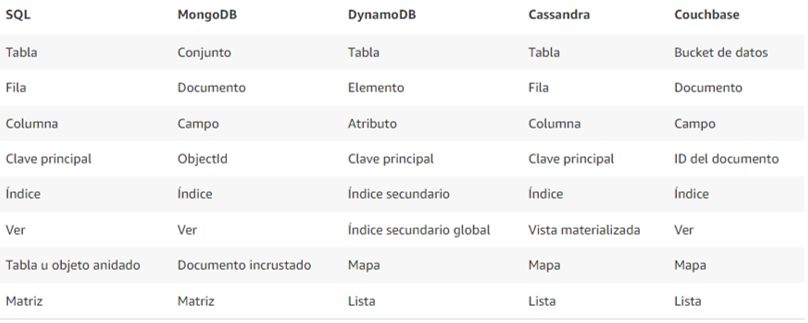 SQL MongoDB DynamoDB Cassandra Couchbase
Tabla Conjunto Tabla Tabla Bucket de datos
Fila Documento Elemento Fila Documento
Columna Campo Atributo Columna Campo
Clave principal ObjectId Clave principal Clave principal ID del documento
Índice Índice Índice secundario Índice Índice
Ver Ver Índice secundario global Vista materializada Ver
Tabla u objeto anidado Documento incrustado Mapa Mapa Mapa
Matriz Matriz Lista Lista Lista